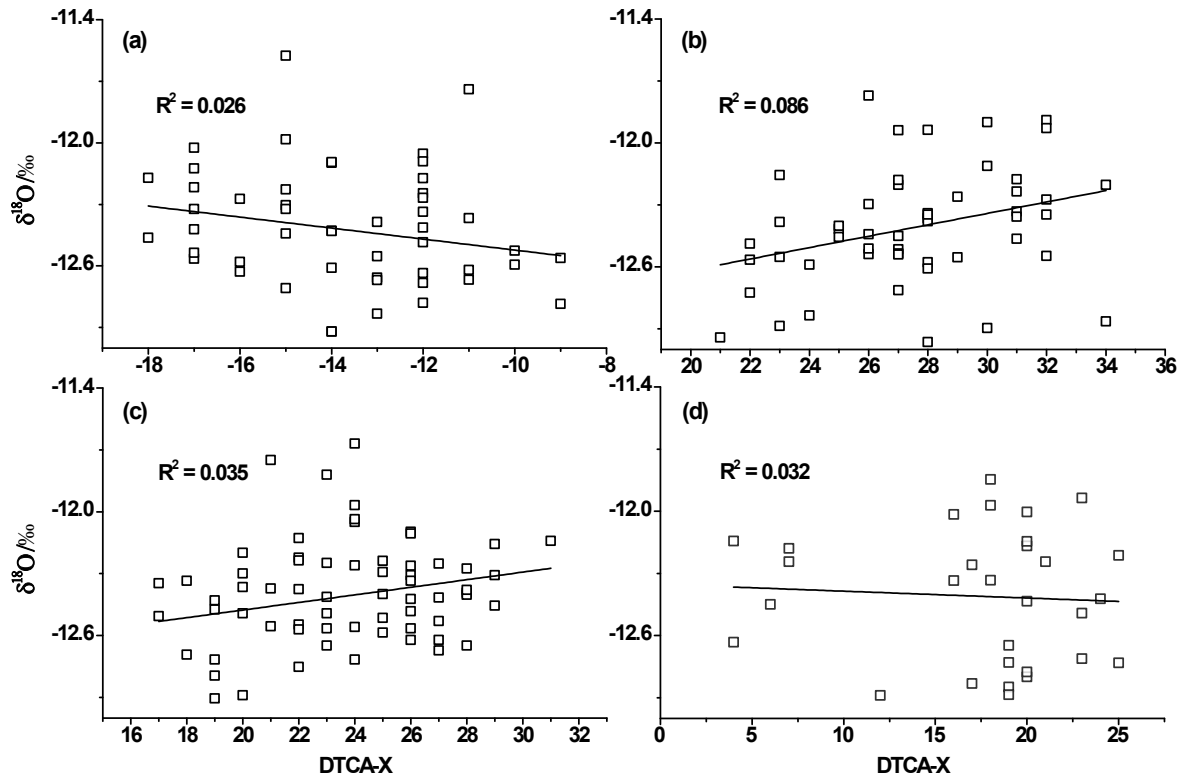 (a)
R² = 0.026
-11.4
-12.0
-12.6
δ¹⁸O/‰
-18 -16 -14 -12 -10 -8
(b)
R² = 0.086
-11.4
-12.0
-12.6
20 22 24 26 28 30 32 34 36
(c)
R² = 0.035
-11.4
-12.0
-12.6
δ¹⁸O/‰
16 18 20 22 24 26 28 30 32
DTCA-X
(d)
R² = 0.032
-11.4
-12.0
-12.6
0 5 10 15 20 25
DTCA-X